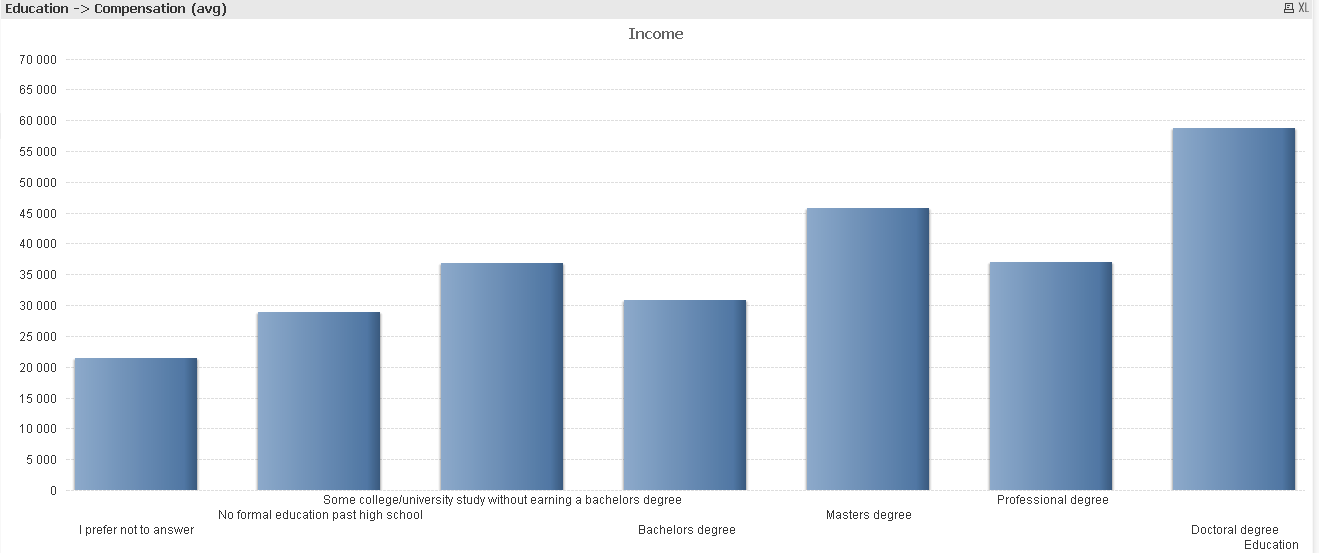 Education -> Compensation (avg)
XL
Income
70 000
65 000
60 000
55 000
50 000
45 000
40 000
35 000
30 000
25 000
20 000
15 000
10 000
5 000
0
Some college/university study without earning a bachelors degree
Professional degree
No formal education past high school
Masters degree
I prefer not to answer
Bachelors degree
Doctoral degree
Education